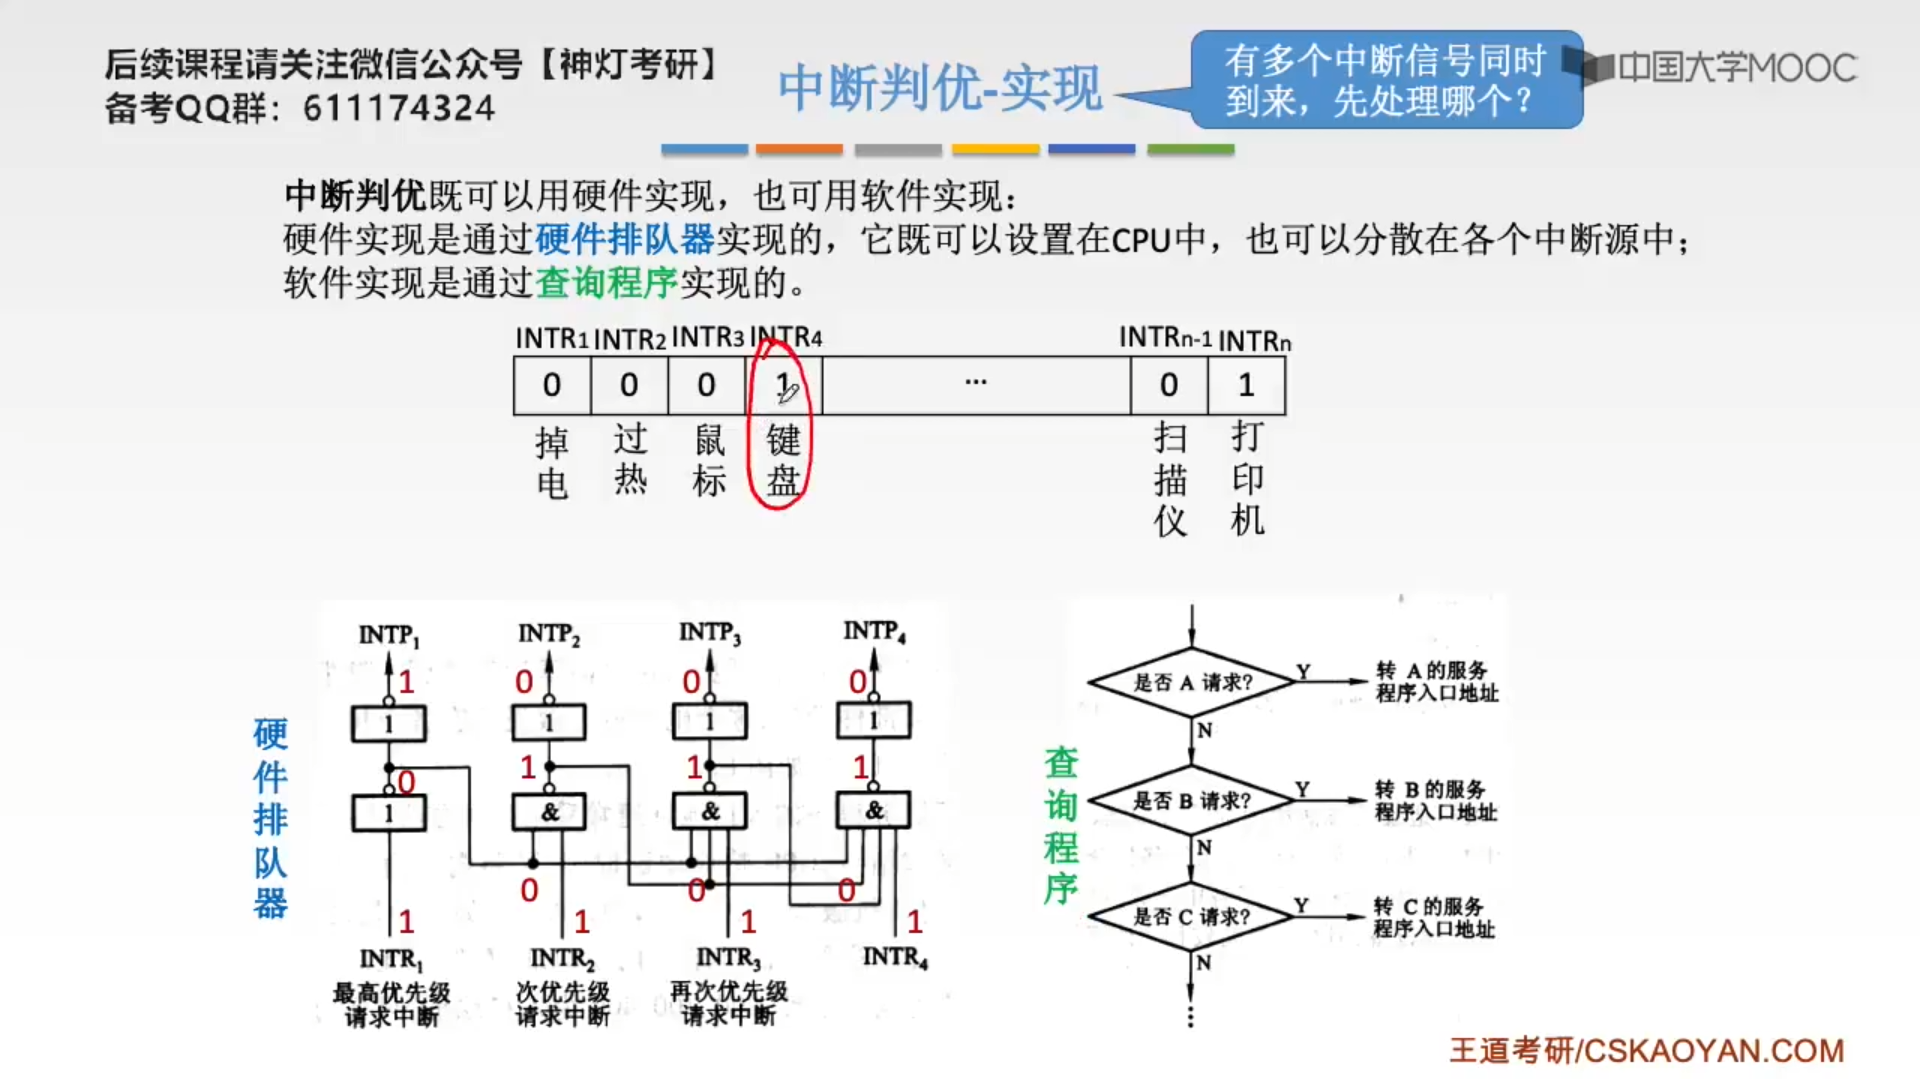 后续课程请关注微信公众号【神灯考研】
备考QQ群：611174324
中断判优-实现
有多个中断信号同时
到来，先处理哪个？
中国大学MOOC
中断判优既可以用硬件实现，也可用软件实现：
硬件实现是通过硬件排队器实现的，它既可以设置在CPU中，也可以分散在各个中断源中；
软件实现是通过查询程序实现的。
INTR1 INTR2 INTR3 INTR4 INTRn-1 INTRn
0 0 0 1 ... 0 1
掉电 过热 鼠标 键盘 扫描仪 打印机
硬件排队器
INTP1 INTP2 INTP3 INTP4
1 0 0 0
1 1 1 1
0 1 1 1
1 & & &
0 0 0
1 1 1 1
INTR1 INTR2 INTR3 INTR4
最高优先级 次优先级 再次优先级
请求中断 请求中断 请求中断
查询程序
是否 A 请求？ Y 转 A 的服务
程序入口地址
N
是否 B 请求？ Y 转 B 的服务
程序入口地址
N
是否 C 请求？ Y 转 C 的服务
程序入口地址
N
⋮
王道考研/CSKAOYAN.COM